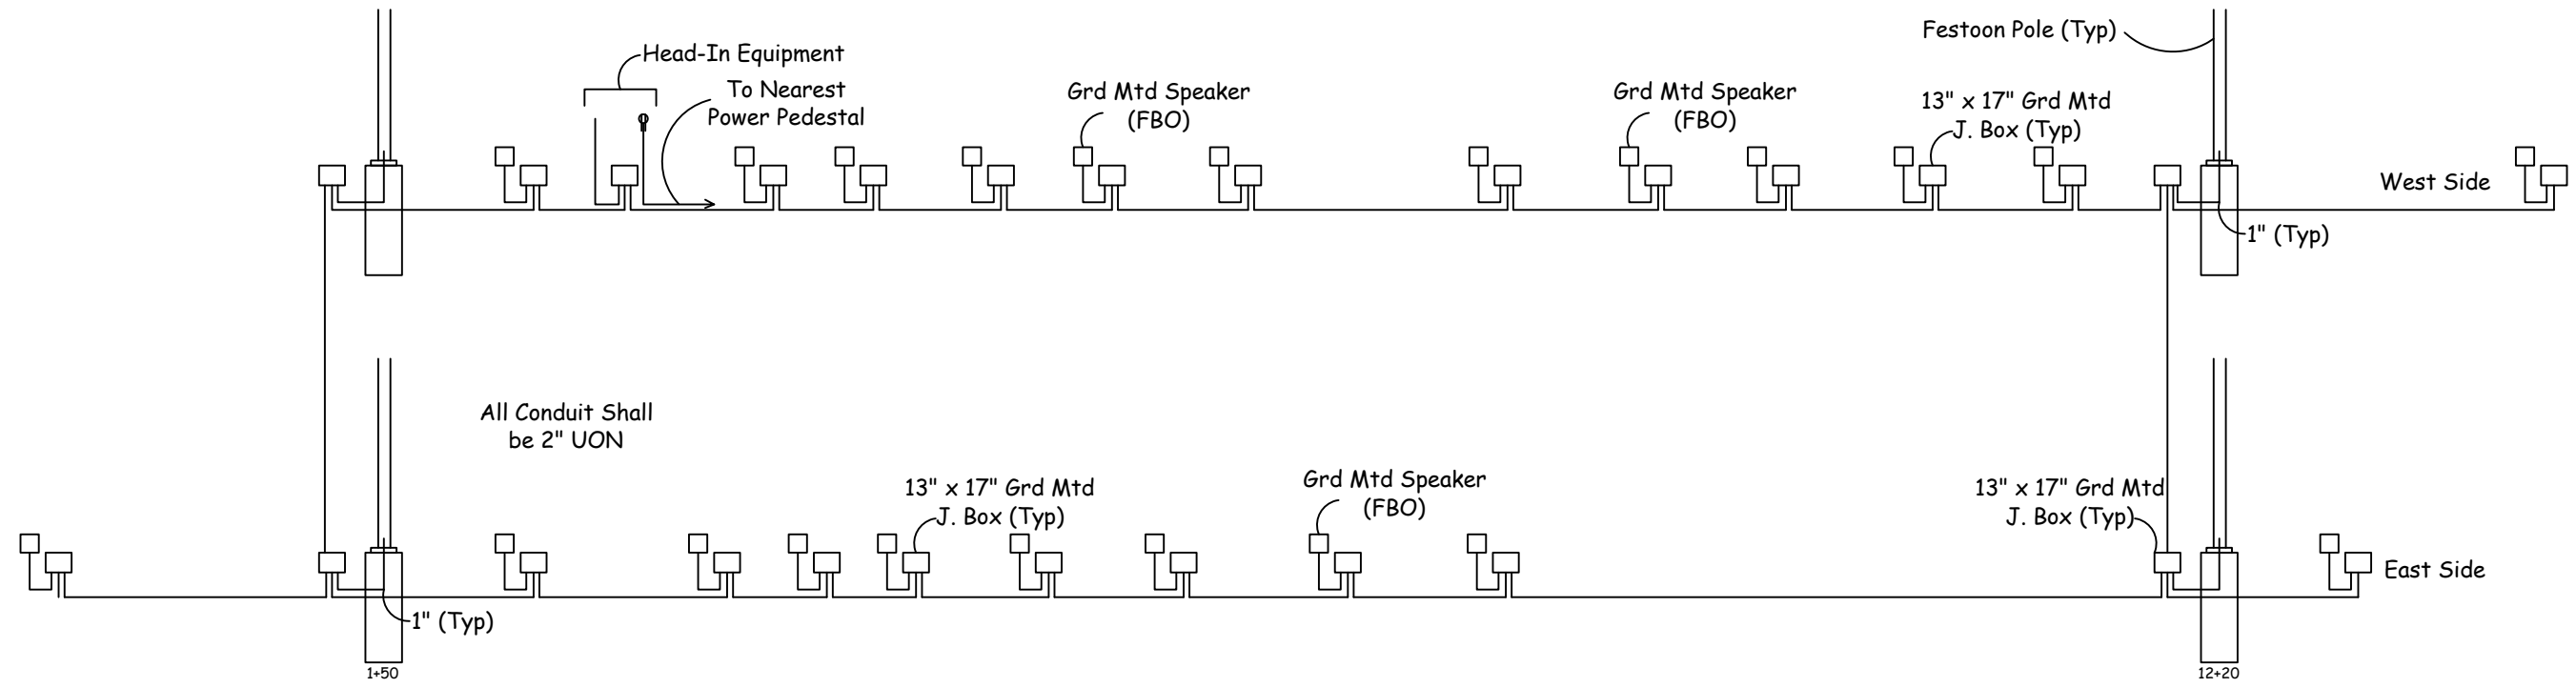 Head-In Equipment
To Nearest
Power Pedestal
Grd Mtd Speaker
(FBO)
Grd Mtd Speaker
(FBO)
Festoon Pole (Typ)
13" x 17" Grd Mtd
J. Box (Typ)
West Side
1" (Typ)
All Conduit Shall
be 2" UON
13" x 17" Grd Mtd
J. Box (Typ)
Grd Mtd Speaker
(FBO)
13" x 17" Grd Mtd
J. Box (Typ)
East Side
1" (Typ)
1+50
12+20